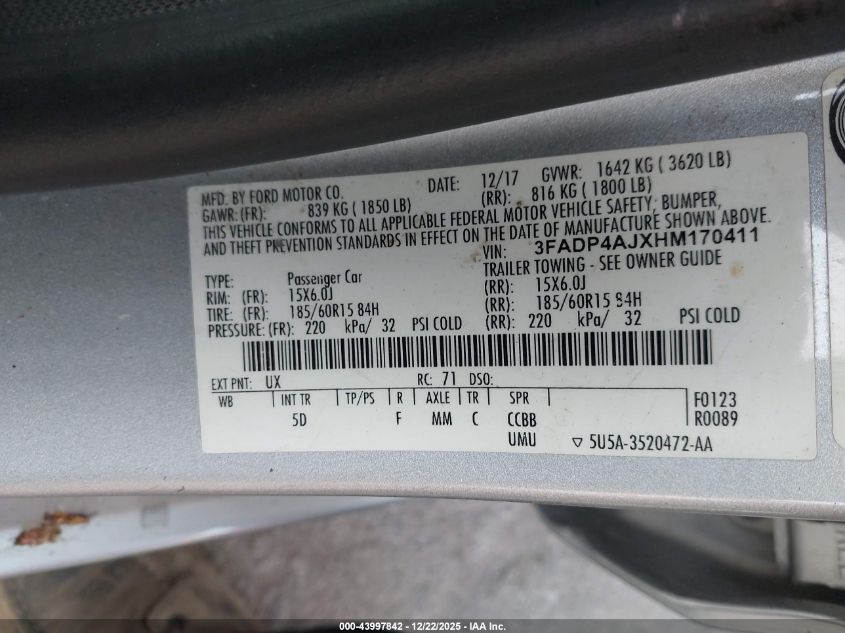 MFD. BY FORD MOTOR CO. DATE: 12/17 GVWR: 1642 KG ( 3620 LB)
GAWR: (FR): 839 KG ( 1850 LB) (RR): 816 KG ( 1800 LB)
THIS VEHICLE CONFORMS TO ALL APPLICABLE FEDERAL MOTOR VEHICLE SAFETY, BUMPER,
AND THEFT PREVENTION STANDARDS IN EFFECT ON THE DATE OF MANUFACTURE SHOWN ABOVE.
VIN: 3FADP4AJXHM170411
TYPE: Passenger Car TRAILER TOWING - SEE OWNER GUIDE
RIM: (FR): 15X6.0J (RR): 15X6.0J
TIRE: (FR): 185/60R15 84H (RR): 185/60R15 84H
PRESSURE: (FR): 220 kPa/ 32 PSI COLD (RR): 220 kPa/ 32 PSI COLD
EXT PNT: UX RC: 71 DSO:
WB INT TR TP/PS R AXLE TR SPR F0123
5D F MM C CCBB R0089
UMU ▽ 5U5A-3520472-AA
000-43997842 - 12/22/2025 - IAA Inc.